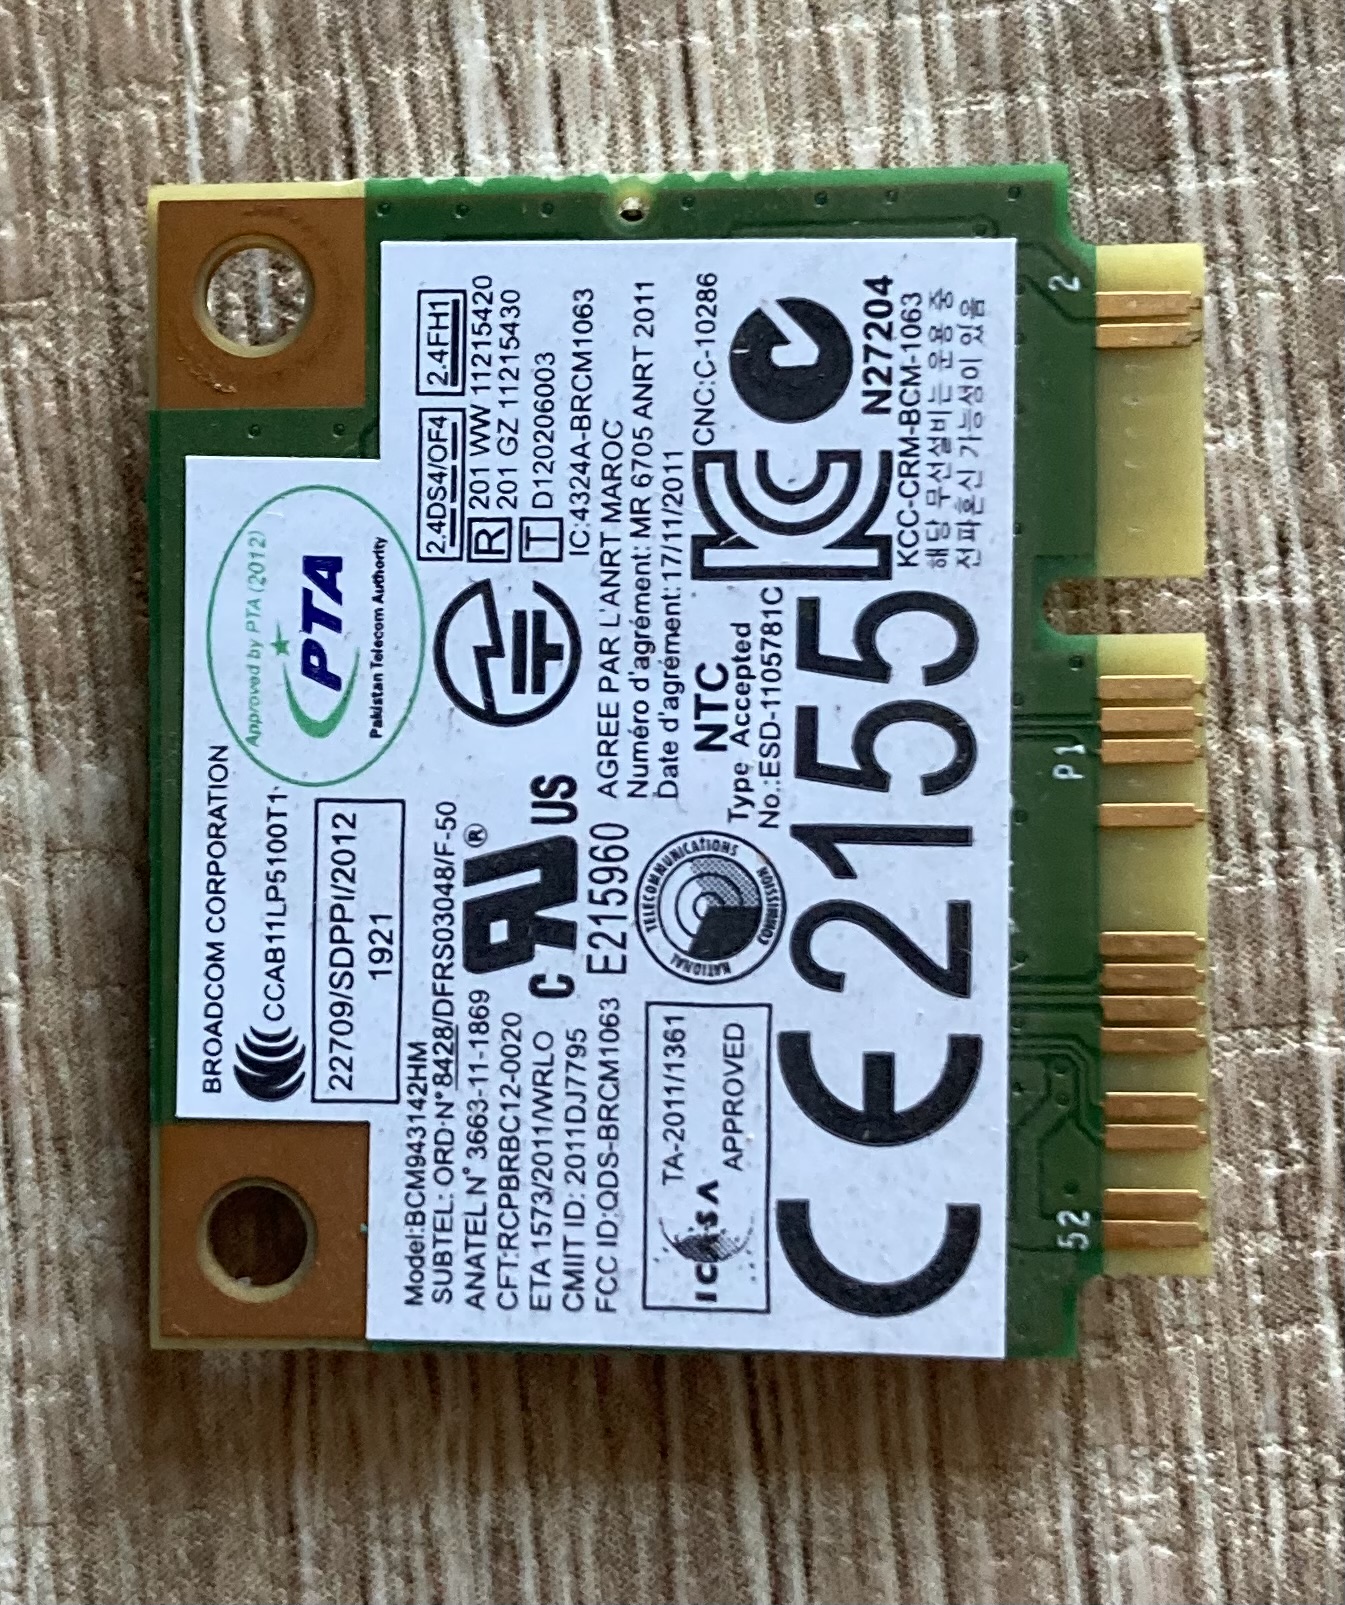 BROADCOM CORPORATION
CCAB11LP5100T1
22709/SDPPI/2012
1921
Approved by PTA (2012)
PTA
Pakistan Telecom Authority
Model:BCM943142HM
SUBTEL: ORD·N°8428/DFRS03048/F-50
ANATEL N° 3663-11-1869
CFT:RCPBRBC12-0020
ETA 1573/2011/WRLO
CMIIT ID: 2011DJ7795
FCC ID:QDS-BRCM1063
c RU US ®
E215960
2.4DS4/OF4
2.4FH1
R 201 WW 11215420
201 GZ 11215430
T D120206003
IC:4324A-BRCM1063
AGREE PAR L'ANRT MAROC
Numéro d'agrément: MR 6705 ANRT 2011
Date d'agrément:17/11/2011
CNC:C-10286
ICASA
TA-2011/1361
APPROVED
NATIONAL TELECOMMUNICATIONS COMMISSION
NTC
Type Accepted
No.:ESD-1105781C
CE2155
N27204
KCC-CRM-BCM-1063
해당 무선설비는 운용 중
전파혼신 가능성이 있음
2
P1
52